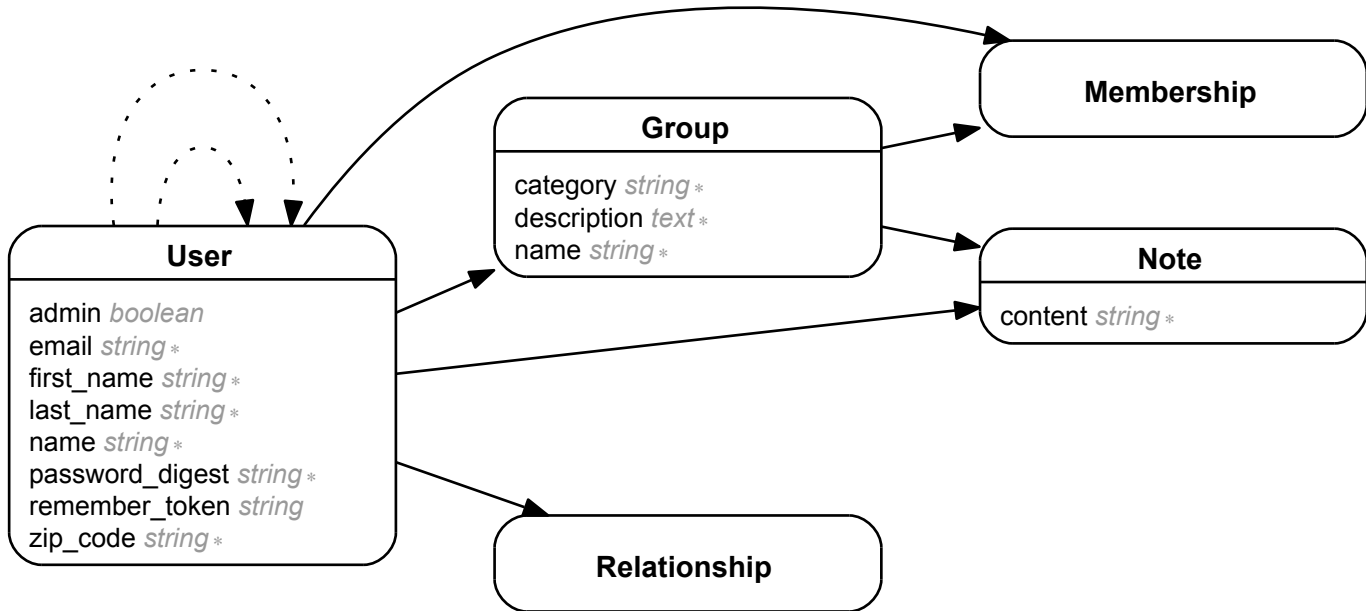 User
admin boolean
email string *
first_name string *
last_name string *
name string *
password_digest string *
remember_token string
zip_code string *
Group
category string *
description text *
name string *
Relationship
Membership
Note
content string *